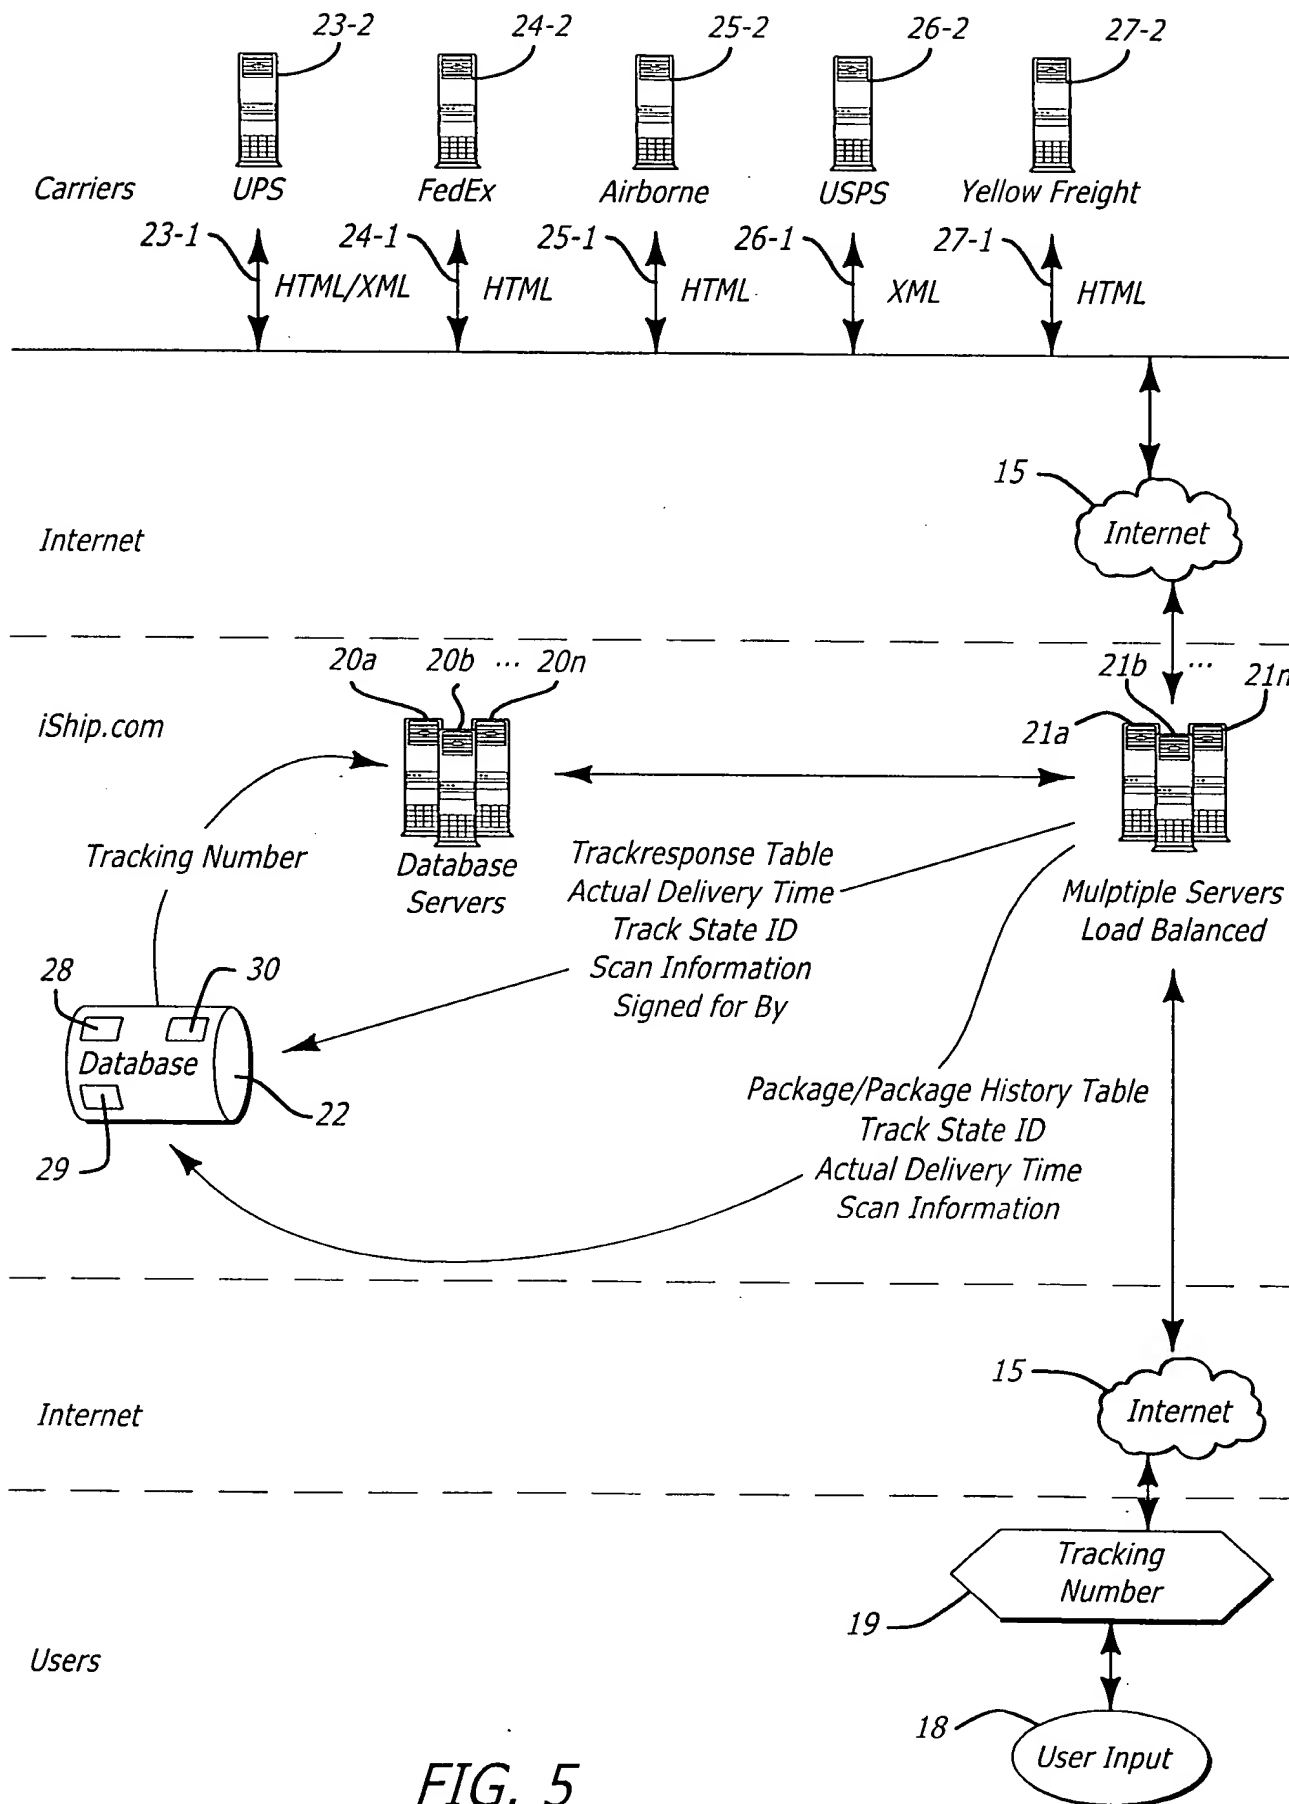 23-2
24-2
25-2
26-2
27-2
Carriers
UPS
FedEx
Airborne
USPS
Yellow Freight
23-1
24-1
25-1
26-1
27-1
HTML/XML
HTML
HTML
XML
HTML
15
Internet
Internet
20a
20b
...
20n
21b
...
21n
iShip.com
21a
Tracking Number
Database
Servers
Trackresponse Table
Actual Delivery Time
Track State ID
Scan Information
Signed for By
Mulptiple Servers
Load Balanced
28
30
Database
22
29
Package/Package History Table
Track State ID
Actual Delivery Time
Scan Information
15
Internet
Internet
Tracking
Number
19
Users
18
User Input
FIG. 5